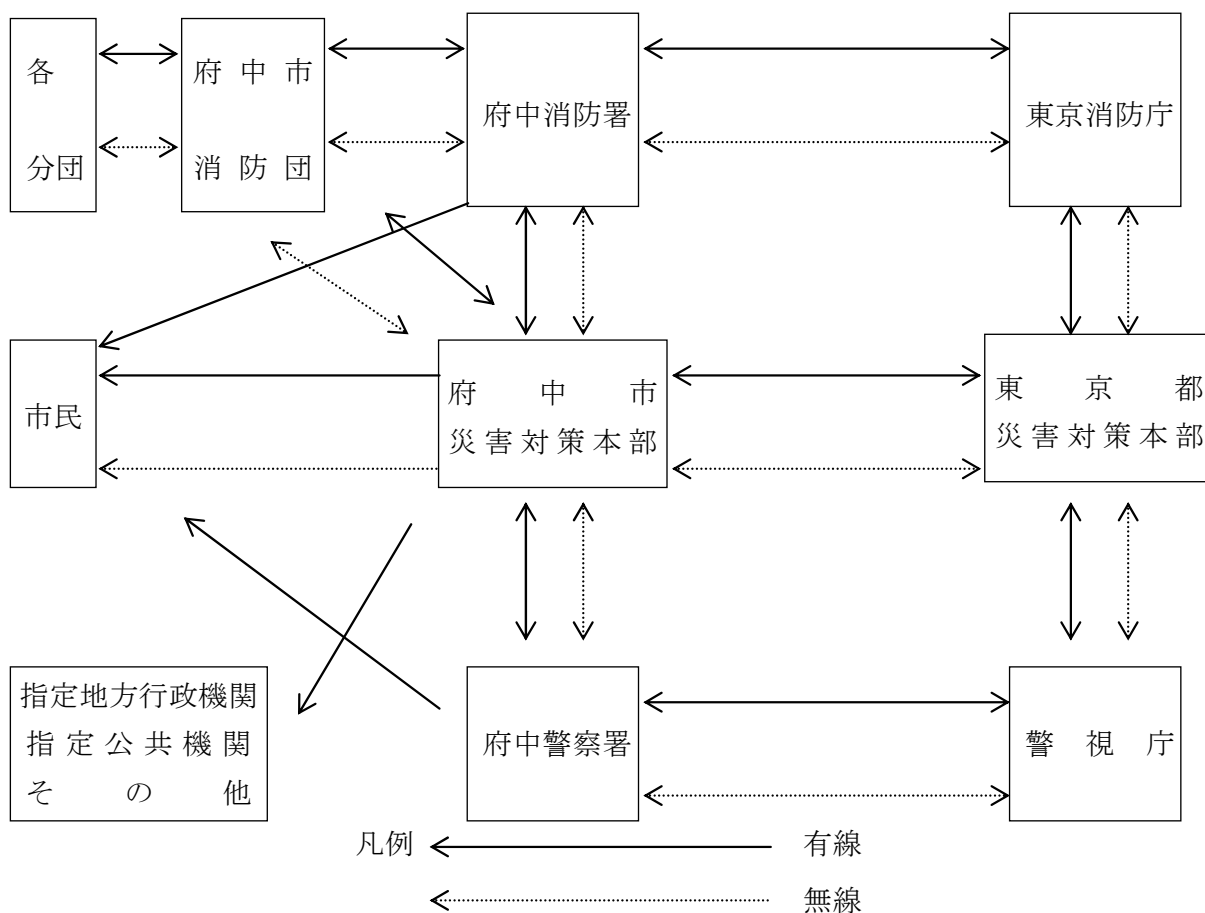 各
分団
府中市
消防団
府中消防署
東京消防庁
市民
府中市
災害対策本部
東京都
災害対策本部
指定地方行政機関
指定公共機関
その他
府中警察署
警視庁
凡例
有線
無線